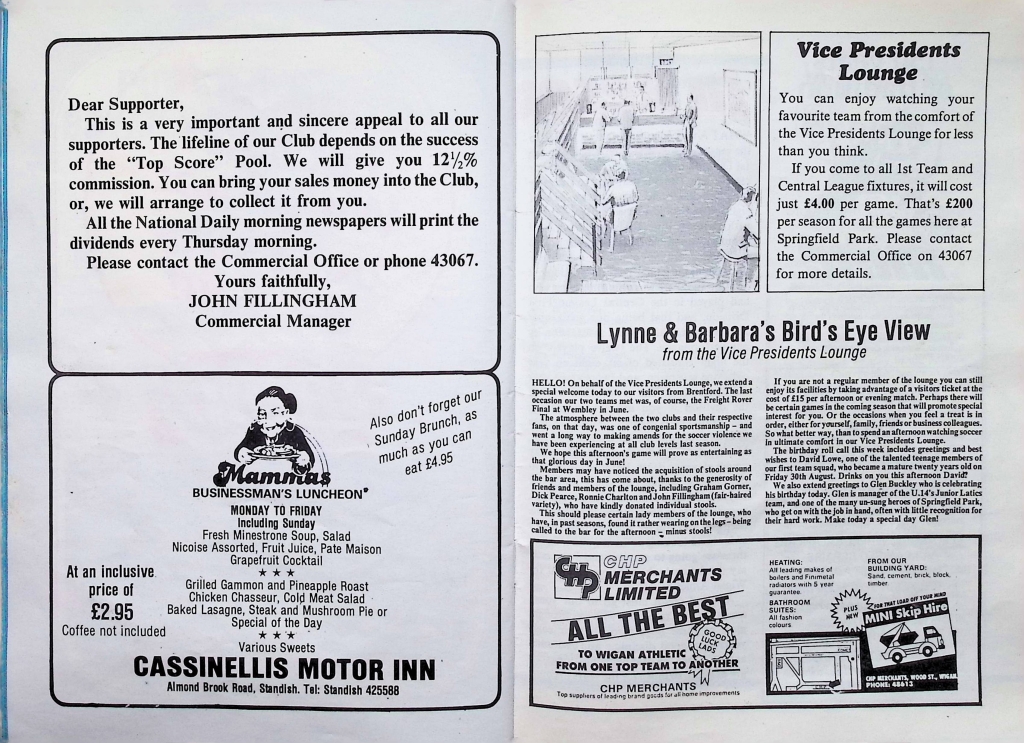 Dear Supporter,
This is a very important and sincere appeal to all our
supporters. The lifeline of our Club depends on the success
of the "Top Score" Pool. We will give you 12½%
commission. You can bring your sales money into the Club,
or, we will arrange to collect it from you.
All the National Daily morning newspapers will print the
dividends every Thursday morning.
Please contact the Commercial Office or phone 43067.
Yours faithfully,
JOHN FILLINGHAM
Commercial Manager
Also don't forget our
Sunday Brunch, as
much as you can
eat £4.95
Mammas
BUSINESSMAN'S LUNCHEON
MONDAY TO FRIDAY
Including Sunday
Fresh Minestrone Soup, Salad
Nicoise Assorted, Fruit Juice, Pate Maison
Grapefruit Cocktail
★ ★ ★
Grilled Gammon and Pineapple Roast
Chicken Chasseur, Cold Meat Salad
Baked Lasagne, Steak and Mushroom Pie or
Special of the Day
★ ★ ★
Various Sweets
At an inclusive
price of
£2.95
Coffee not included
CASSINELLIS MOTOR INN
Almond Brook Road, Standish. Tel: Standish 425588
Vice Presidents
Lounge
You can enjoy watching your
favourite team from the comfort of
the Vice Presidents Lounge for less
than you think.
If you come to all 1st Team and
Central League fixtures, it will cost
just £4.00 per game. That's £200
per season for all the games here at
Springfield Park. Please contact
the Commercial Office on 43067
for more details.
Lynne & Barbara's Bird's Eye View
from the Vice Presidents Lounge
HELLO! On behalf of the Vice Presidents Lounge, we extend a
special welcome today to our visitors from Brentford. The last
occasion our two teams met was, of course, the Freight Rover
Final at Wembley in June.
The atmosphere between the two clubs and their respective
fans, on that day, was one of congenial sportsmanship – and
went a long way to making amends for the soccer violence we
have been experiencing at all club levels last season.
We hope this afternoon's game will prove as entertaining as
that glorious day in June!
Members may have noticed the acquisition of stools around
the bar area, this has come about, thanks to the generosity of
friends and members of the lounge, including Graham Gorner,
Dick Pearce, Ronnie Charlton and John Fillingham (fair-haired
variety), who have kindly donated individual stools.
This should please certain lady members of the lounge, who
have, in past seasons, found it rather wearing on the legs – being
called to the bar for the afternoon – minus stools!
If you are not a regular member of the lounge you can still
enjoy its facilities by taking advantage of a visitors ticket at the
cost of £15 per afternoon or evening match. Perhaps there will
be certain games in the coming season that will promote special
interest for you. Or the occasions when you feel a treat is in
order, either for yourself, family, friends or business colleagues.
So what better way, than to spend an afternoon watching soccer
in ultimate comfort in our Vice Presidents Lounge.
The birthday roll call this week includes greetings and best
wishes to David Lowe, one of the talented teenage members of
our first team squad, who became a mature twenty years old on
Friday 30th August. Drinks on you this afternoon David?
We also extend greetings to Glen Buckley who is celebrating
his birthday today. Glen is manager of the U.14's Junior Latics
team, and one of the many un-sung heroes of Springfield Park,
who get on with the job in hand, often with little recognition for
their hard work. Make today a special day Glen!
CHP
CHP
MERCHANTS
LIMITED
ALL THE BEST
GOOD
LUCK
LADS
TO WIGAN ATHLETIC
FROM ONE TOP TEAM TO ANOTHER
CHP MERCHANTS
Top suppliers of leading brand goods for all home improvements
HEATING:
All leading makes of
boilers and Finimetal
radiators with 5 year
guarantee.
BATHROOM
SUITES:
All fashion
colours
FROM OUR
BUILDING YARD:
Sand, cement, brick, block,
timber.
PLUS
NEW
FOR THAT LOAD OFF YOUR MIND
MINI Skip Hire
CHP MERCHANTS, WOOD ST., WIGAN.
PHONE: 48613